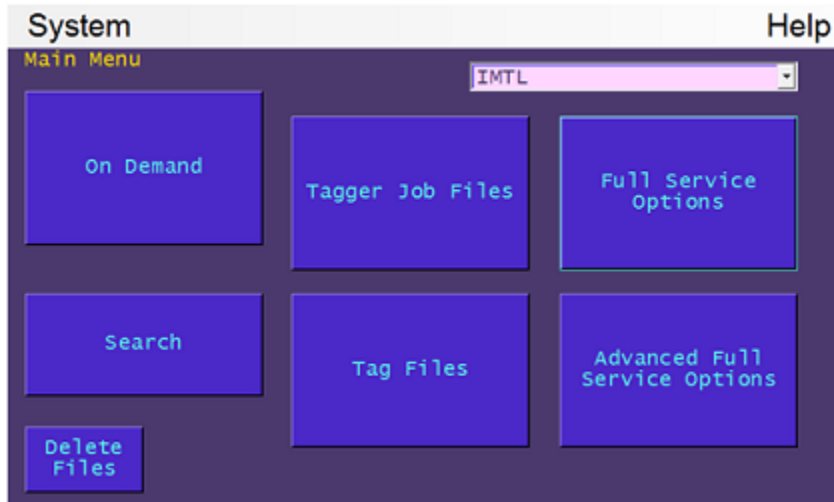 System Help
Main Menu
IMTL
On Demand
Tagger Job Files
Full Service
Options
Search
Tag Files
Advanced Full
Service Options
Delete
Files